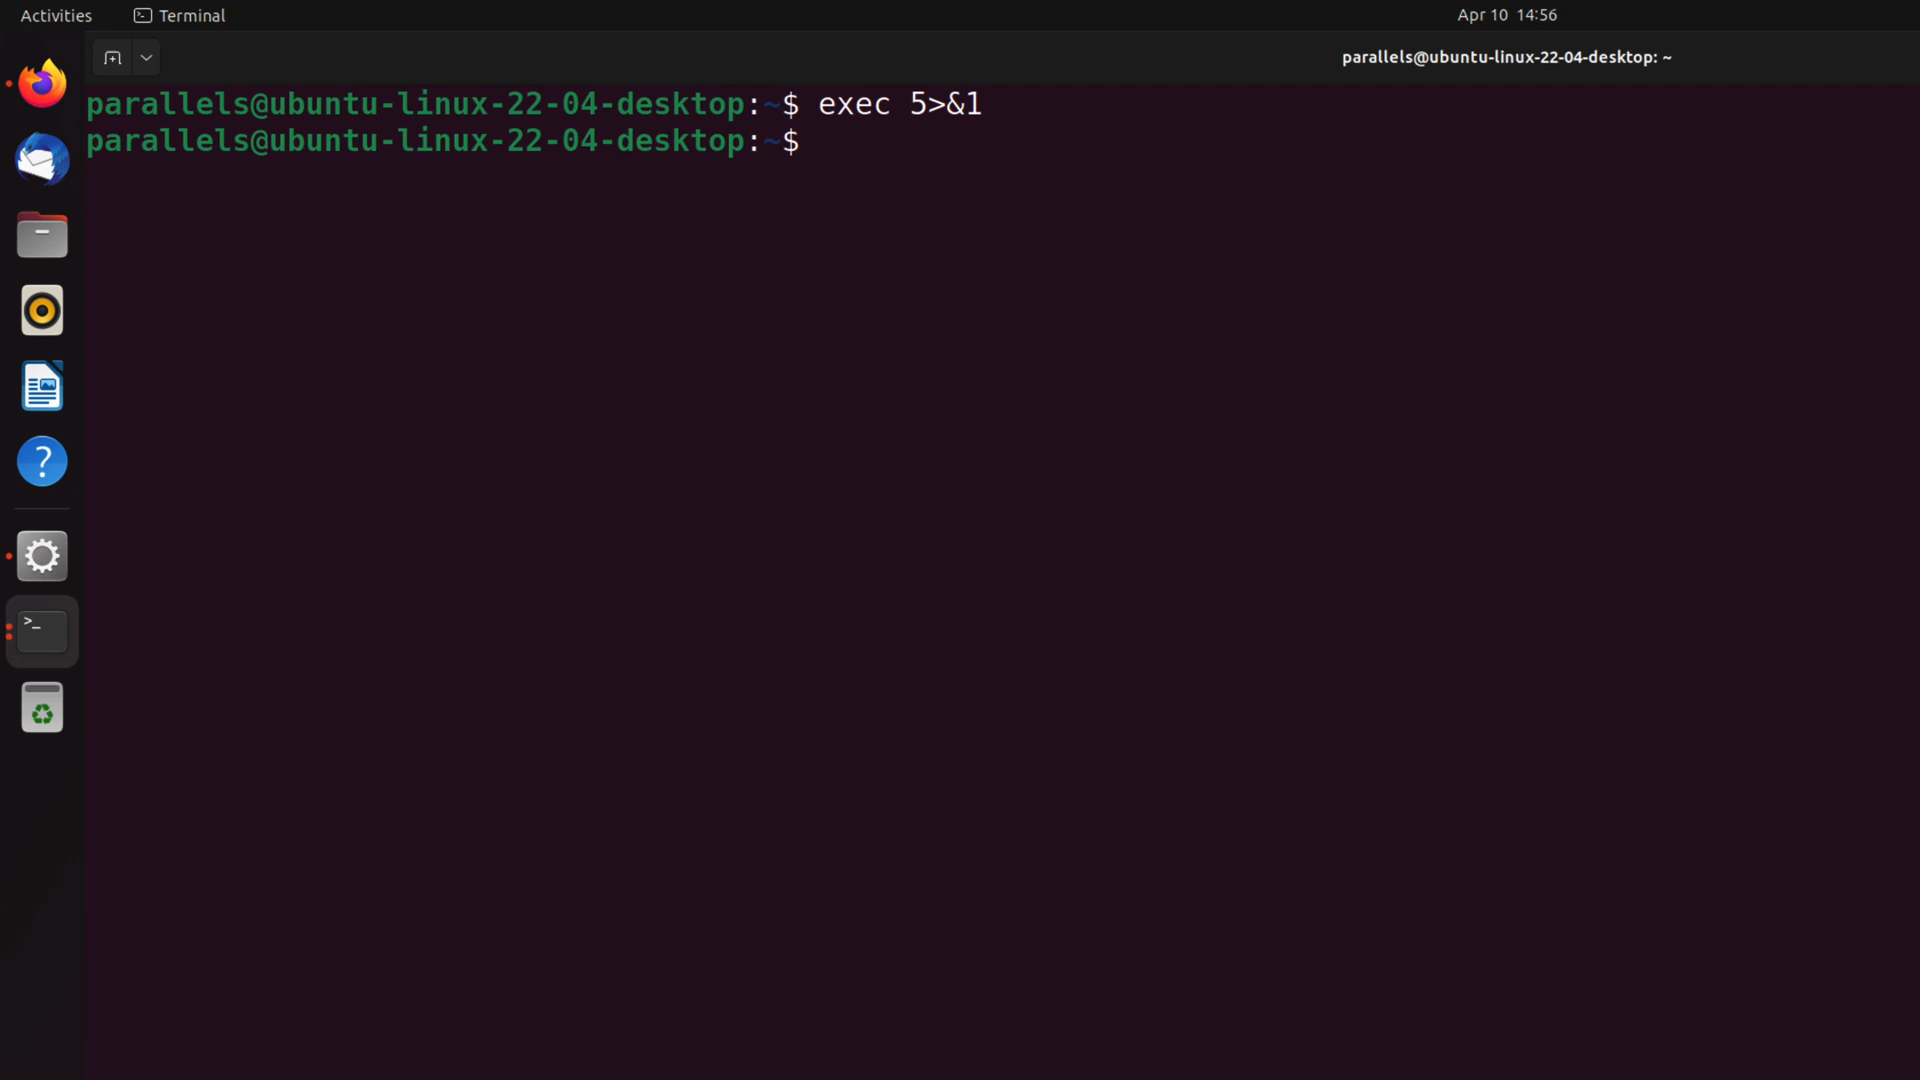 Activities
Terminal
Apr 10 14:56
parallels@ubuntu-linux-22-04-desktop: ~
parallels@ubuntu-linux-22-04-desktop:~$ exec 5>&1
parallels@ubuntu-linux-22-04-desktop:~$
?
>_